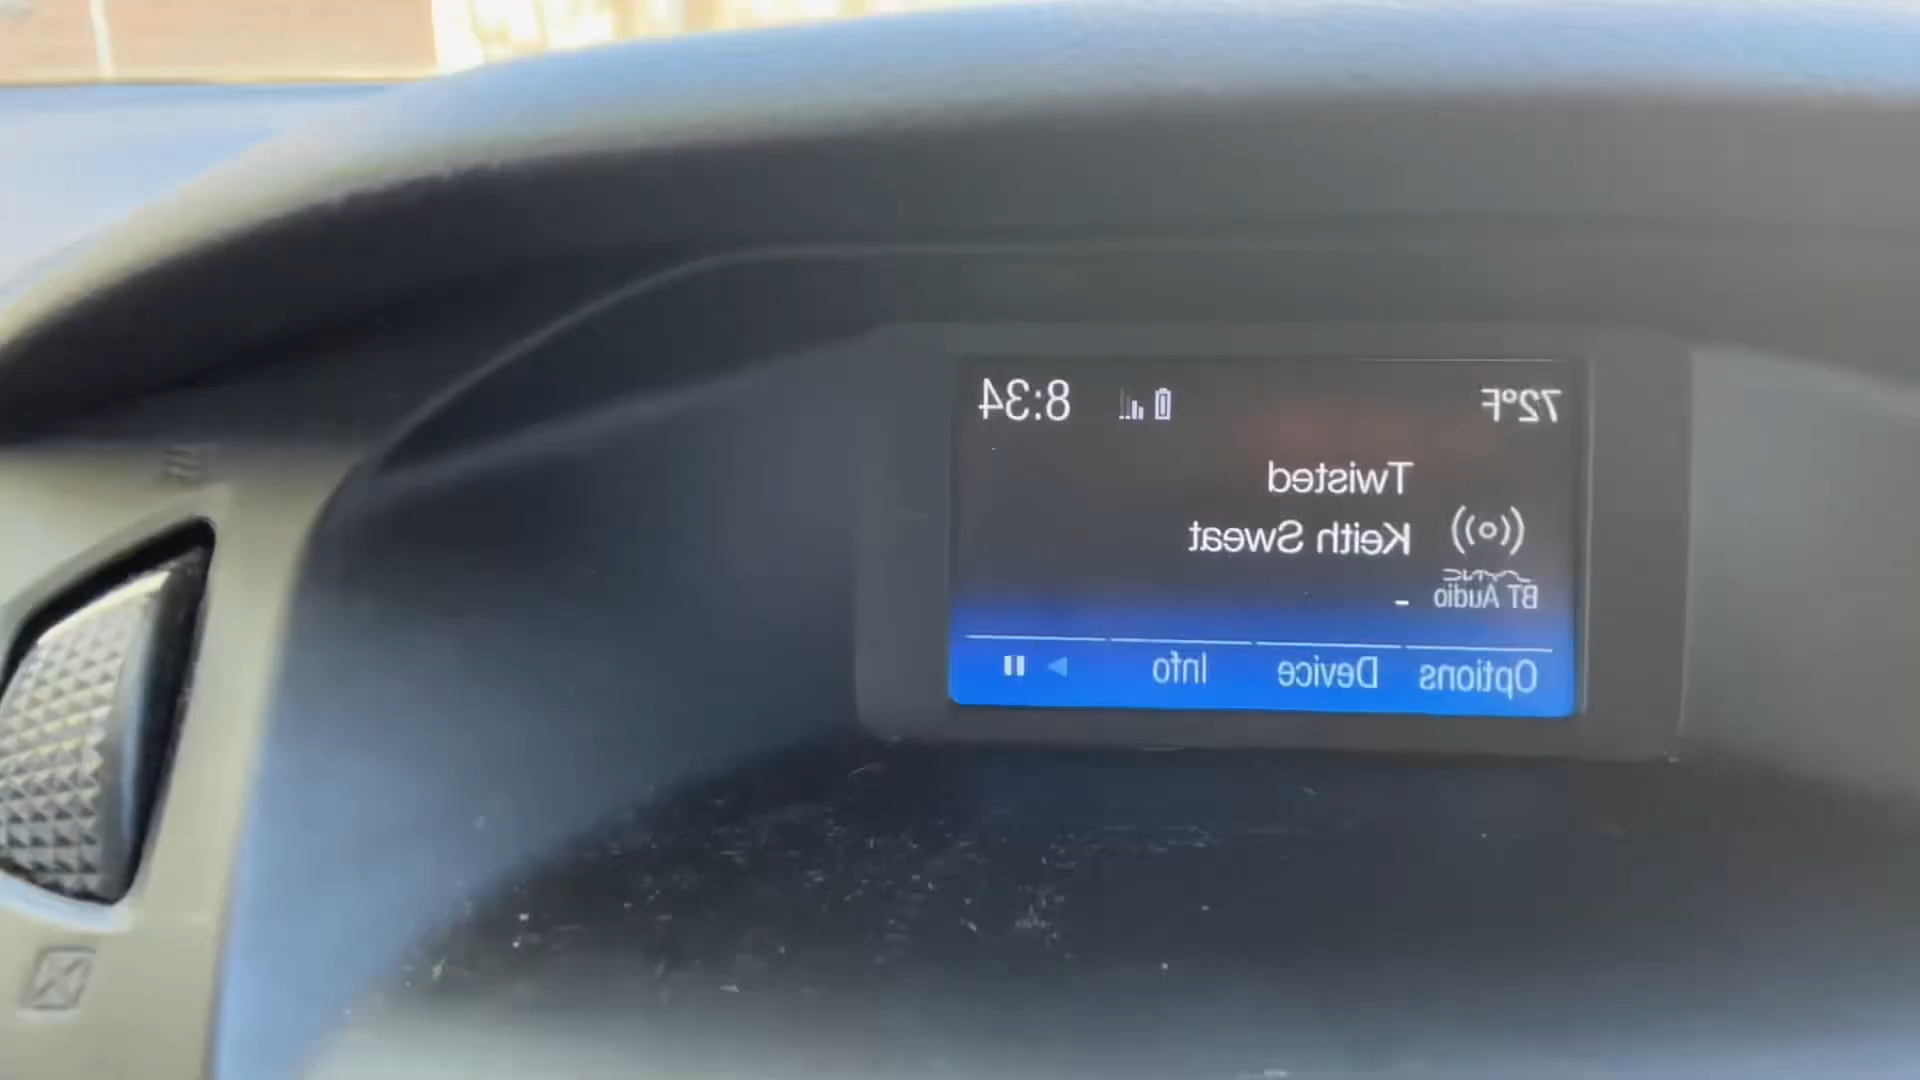 72°F 8:34
Twisted
Keith Sweat
SYNC
BT Audio -
Options Device Info